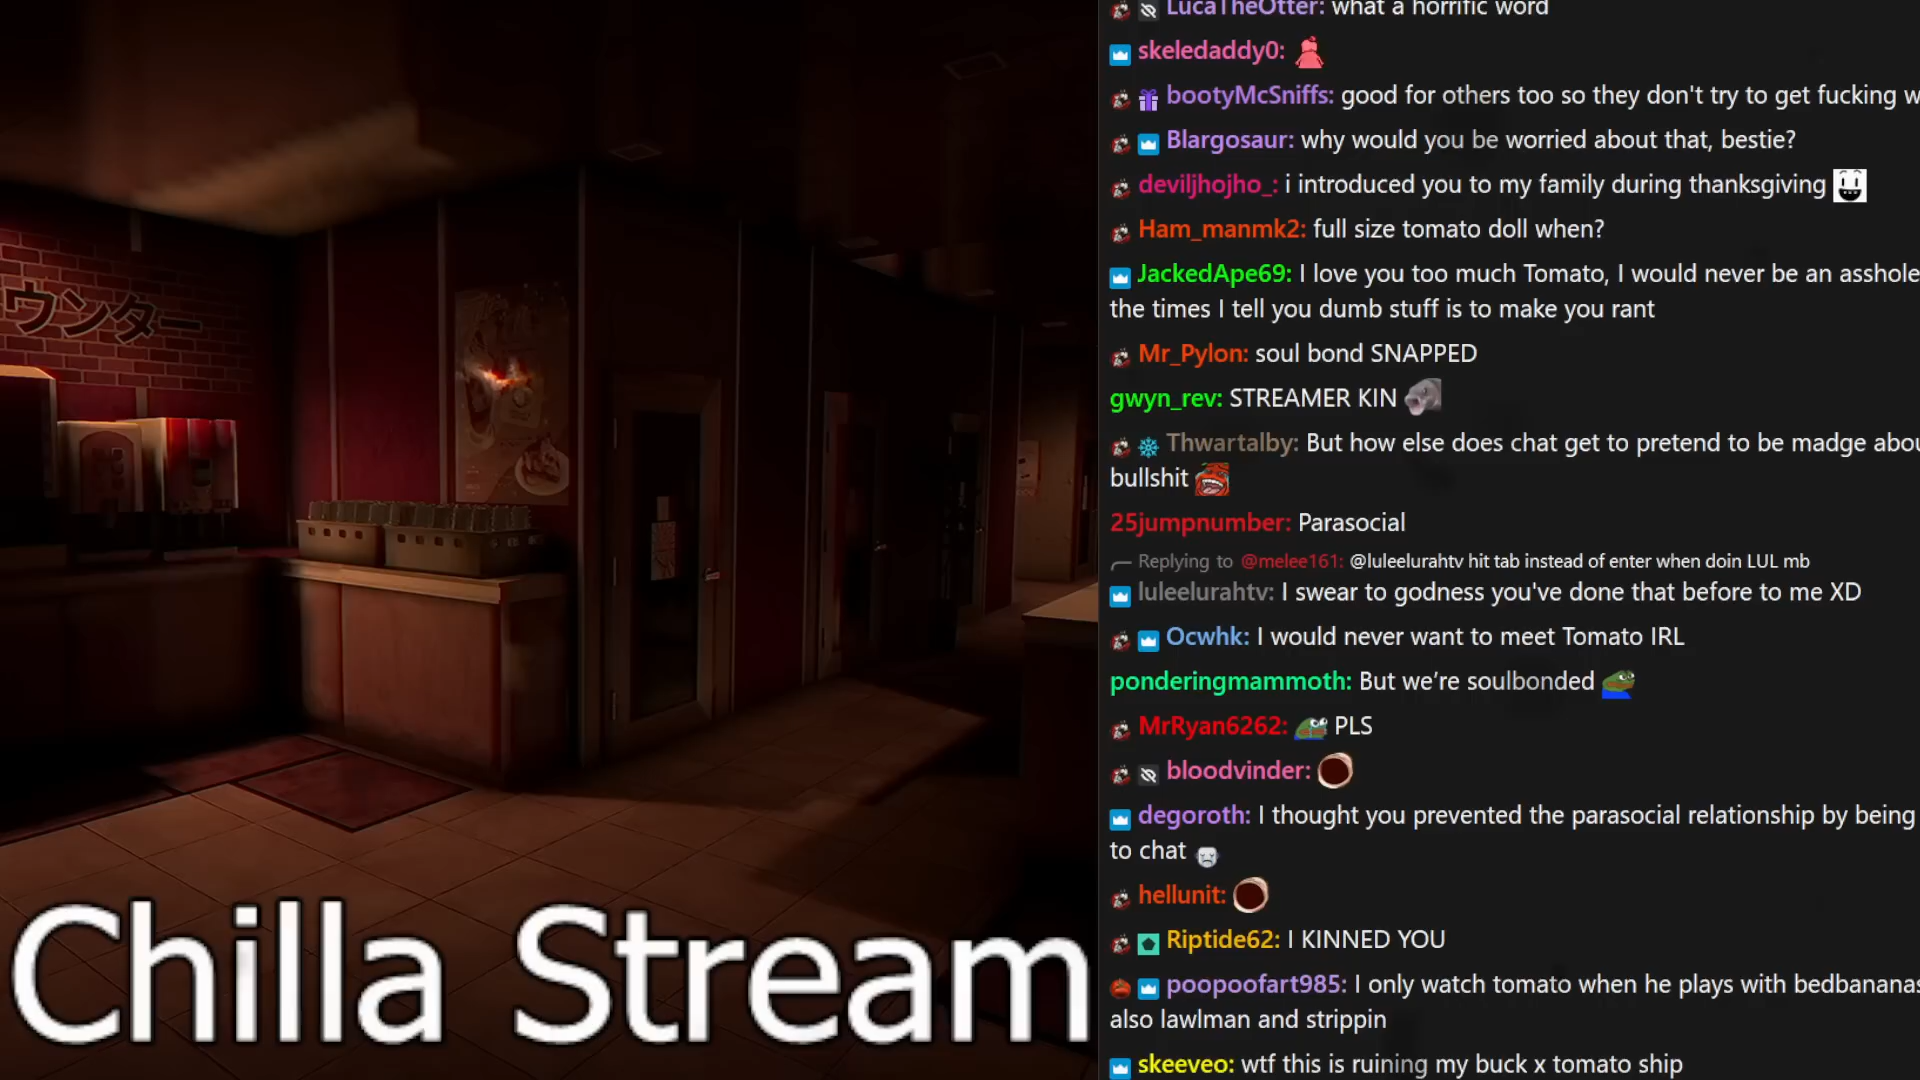 LucaTheOtter: what a horrific word
skeledaddy0:
bootyMcSniffs: good for others too so they don't try to get fucking w
Blargosaur: why would you be worried about that, bestie?
deviljhojho_: i introduced you to my family during thanksgiving
Ham_manmk2: full size tomato doll when?
JackedApe69: I love you too much Tomato, I would never be an asshole
the times I tell you dumb stuff is to make you rant
Mr_Pylon: soul bond SNAPPED
gwyn_rev: STREAMER KIN
Thwartalby: But how else does chat get to pretend to be madge abou
bullshit
25jumpnumber: Parasocial
Replying to @melee161: @luleelurahtv hit tab instead of enter when doin LUL mb
luleelurahtv: I swear to godness you've done that before to me XD
Ocwhk: I would never want to meet Tomato IRL
ponderingmammoth: But we’re soulbonded
MrRyan6262: PLS
bloodvinder:
degoroth: I thought you prevented the parasocial relationship by being
to chat
hellunit:
Riptide62: I KINNED YOU
poopoofart985: I only watch tomato when he plays with bedbananas
also lawlman and strippin
skeeveo: wtf this is ruining my buck x tomato ship
ウンター
Chilla Stream